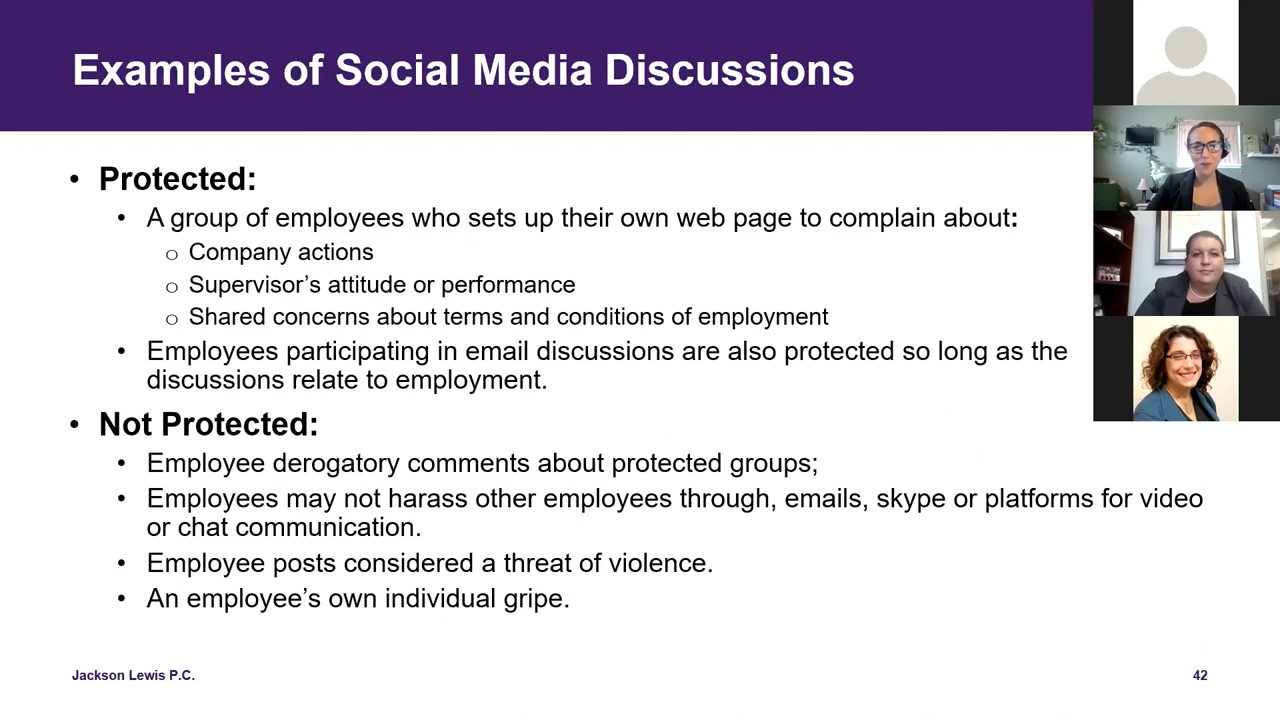 Examples of Social Media Discussions
• Protected:
• A group of employees who sets up their own web page to complain about:
o Company actions
o Supervisor’s attitude or performance
o Shared concerns about terms and conditions of employment
• Employees participating in email discussions are also protected so long as the
discussions relate to employment.
• Not Protected:
• Employee derogatory comments about protected groups;
• Employees may not harass other employees through, emails, skype or platforms for video
or chat communication.
• Employee posts considered a threat of violence.
• An employee’s own individual gripe.
Jackson Lewis P.C.
42